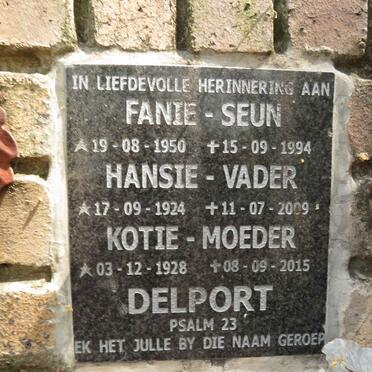 IN LIEFDEVOLLE HERINNERING AAN
FANIE - SEUN
☆ 19 - 08 - 1950 ✝ 15 - 09 - 1994
HANSIE - VADER
☆ 17 - 09 - 1924 ✝ 11 - 07 - 2009
KOTIE - MOEDER
☆ 03 - 12 - 1928 ✝ 08 - 09 - 2015
DELPORT
PSALM 23
EK HET JULLE BY DIE NAAM GEROEP